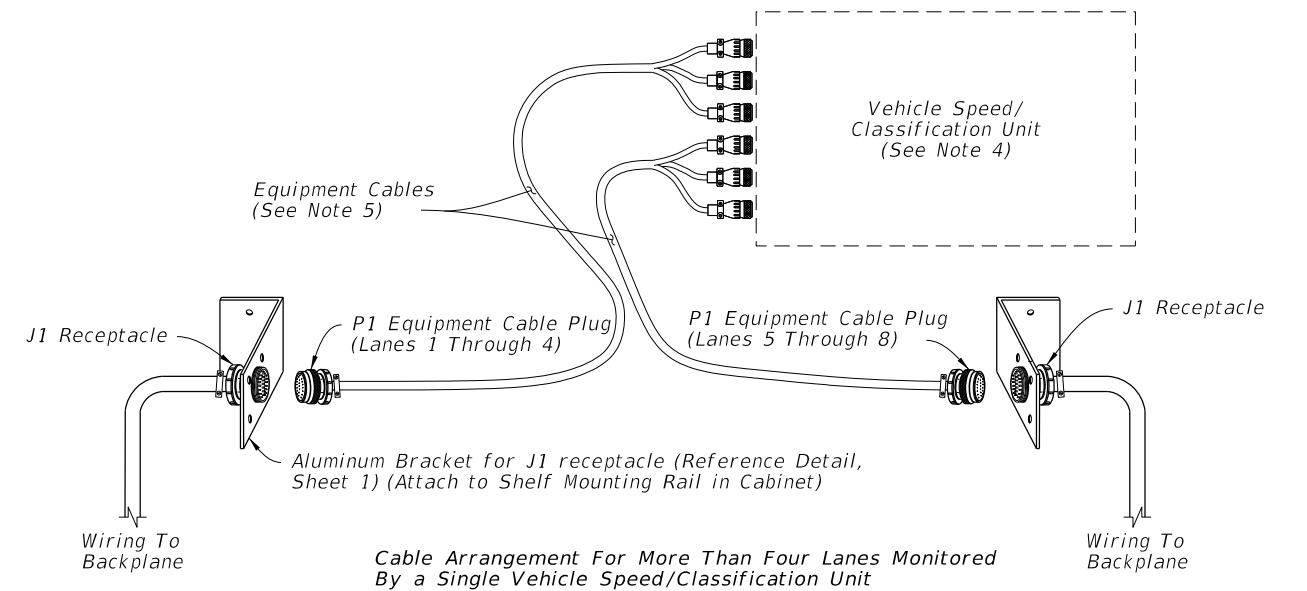 Vehicle Speed/
Classification Unit
(See Note 4)
Equipment Cables
(See Note 5)
J1 Receptacle
P1 Equipment Cable Plug
(Lanes 1 Through 4)
P1 Equipment Cable Plug
(Lanes 5 Through 8)
J1 Receptacle
Aluminum Bracket for J1 receptacle (Reference Detail,
Sheet 1) (Attach to Shelf Mounting Rail in Cabinet)
Wiring To
Backplane
Wiring To
Backplane
Cable Arrangement For More Than Four Lanes Monitored
By a Single Vehicle Speed/Classification Unit